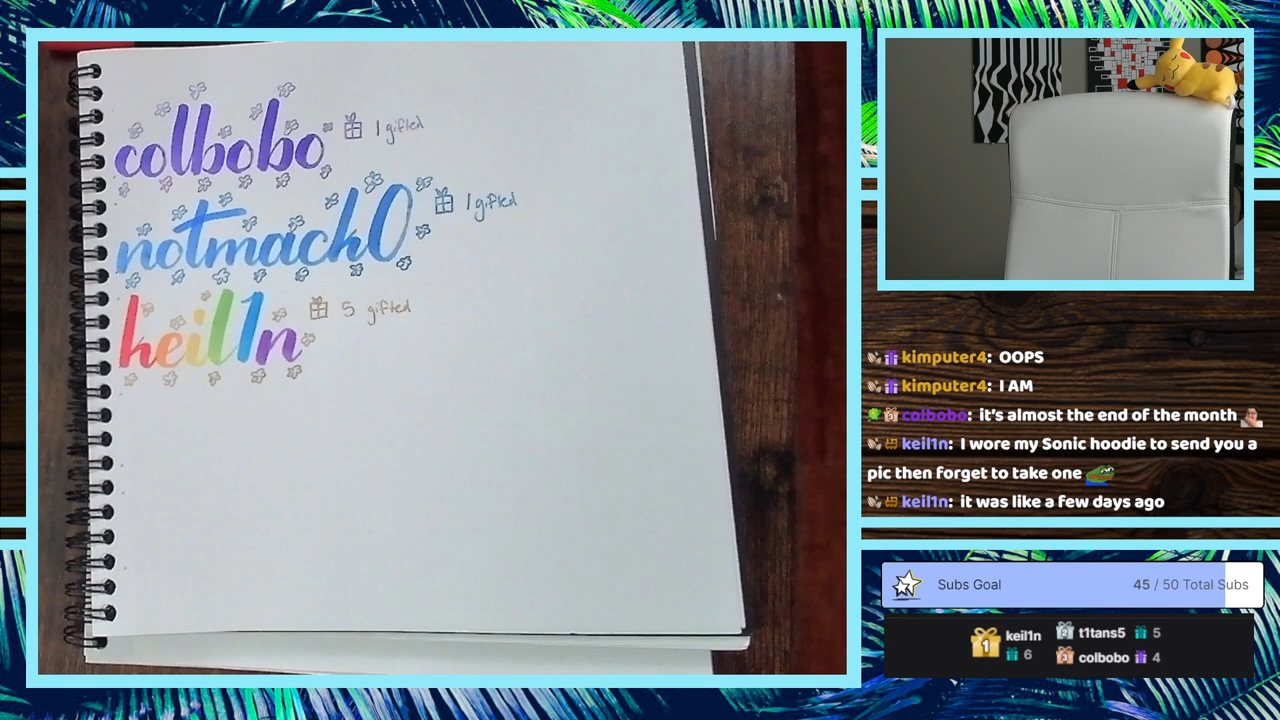 colbobo 1 gifted
notmack0 1 gifted
keil1n 5 gifted
kimputer4: OOPS
kimputer4: I AM
colbobo: it's almost the end of the month
keil1n: I wore my Sonic hoodie to send you a
pic then forget to take one
keil1n: it was like a few days ago
Subs Goal 45 / 50 Total Subs
1 keil1n 6
2 t1tans5 5
3 colbobo 4